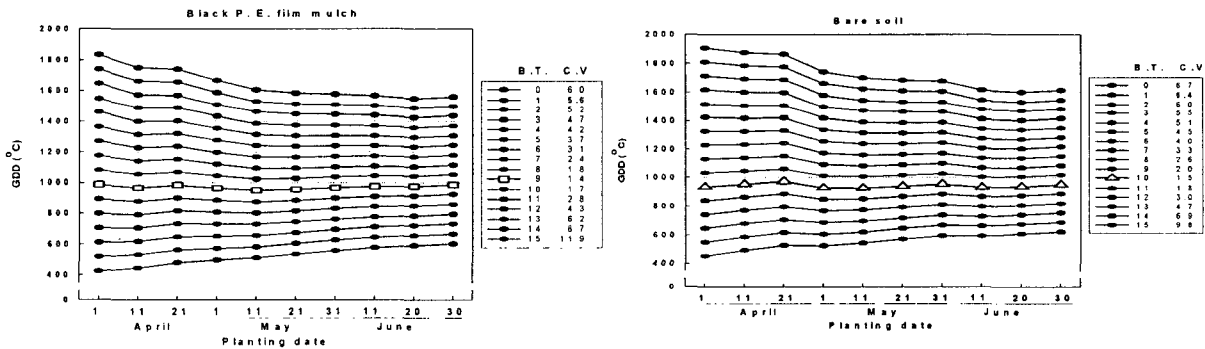 Black P.E. film mulch
2000
1800
1600
1400
1200
1000
800
600
400
0
GDD(°C)
1 11 21 1 11 21 31 11 20 30
April May June
Planting date
B.T. C.V
0 6 0
1 5.6
2 5 2
3 4 7
4 4 2
5 3 7
6 3 1
7 2 4
8 1 8
9 1 4
10 1 7
11 2 8
12 4 3
13 6 2
14 6 7
15 11 9
Bare soil
2000
1800
1600
1400
1200
1000
800
600
400
0
GDD(°C)
1 11 21 1 11 21 31 11 20 30
April May June
Planting date
B.T. C.V
0 6 7
1 6.4
2 6 0
3 5 5
4 5 1
5 4 5
6 4 0
7 3 3
8 2 6
9 2 0
10 1 5
11 1 8
12 3 0
13 4 7
14 6 9
15 9 8